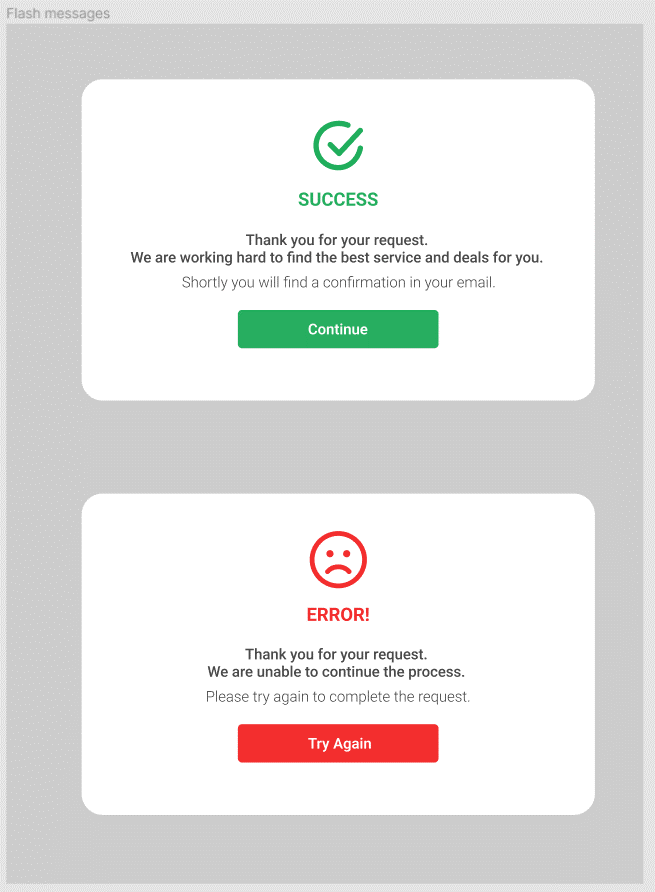 Flash messages
SUCCESS
Thank you for your request.
We are working hard to find the best service and deals for you.
Shortly you will find a confirmation in your email.
Continue
ERROR!
Thank you for your request.
We are unable to continue the process.
Please try again to complete the request.
Try Again